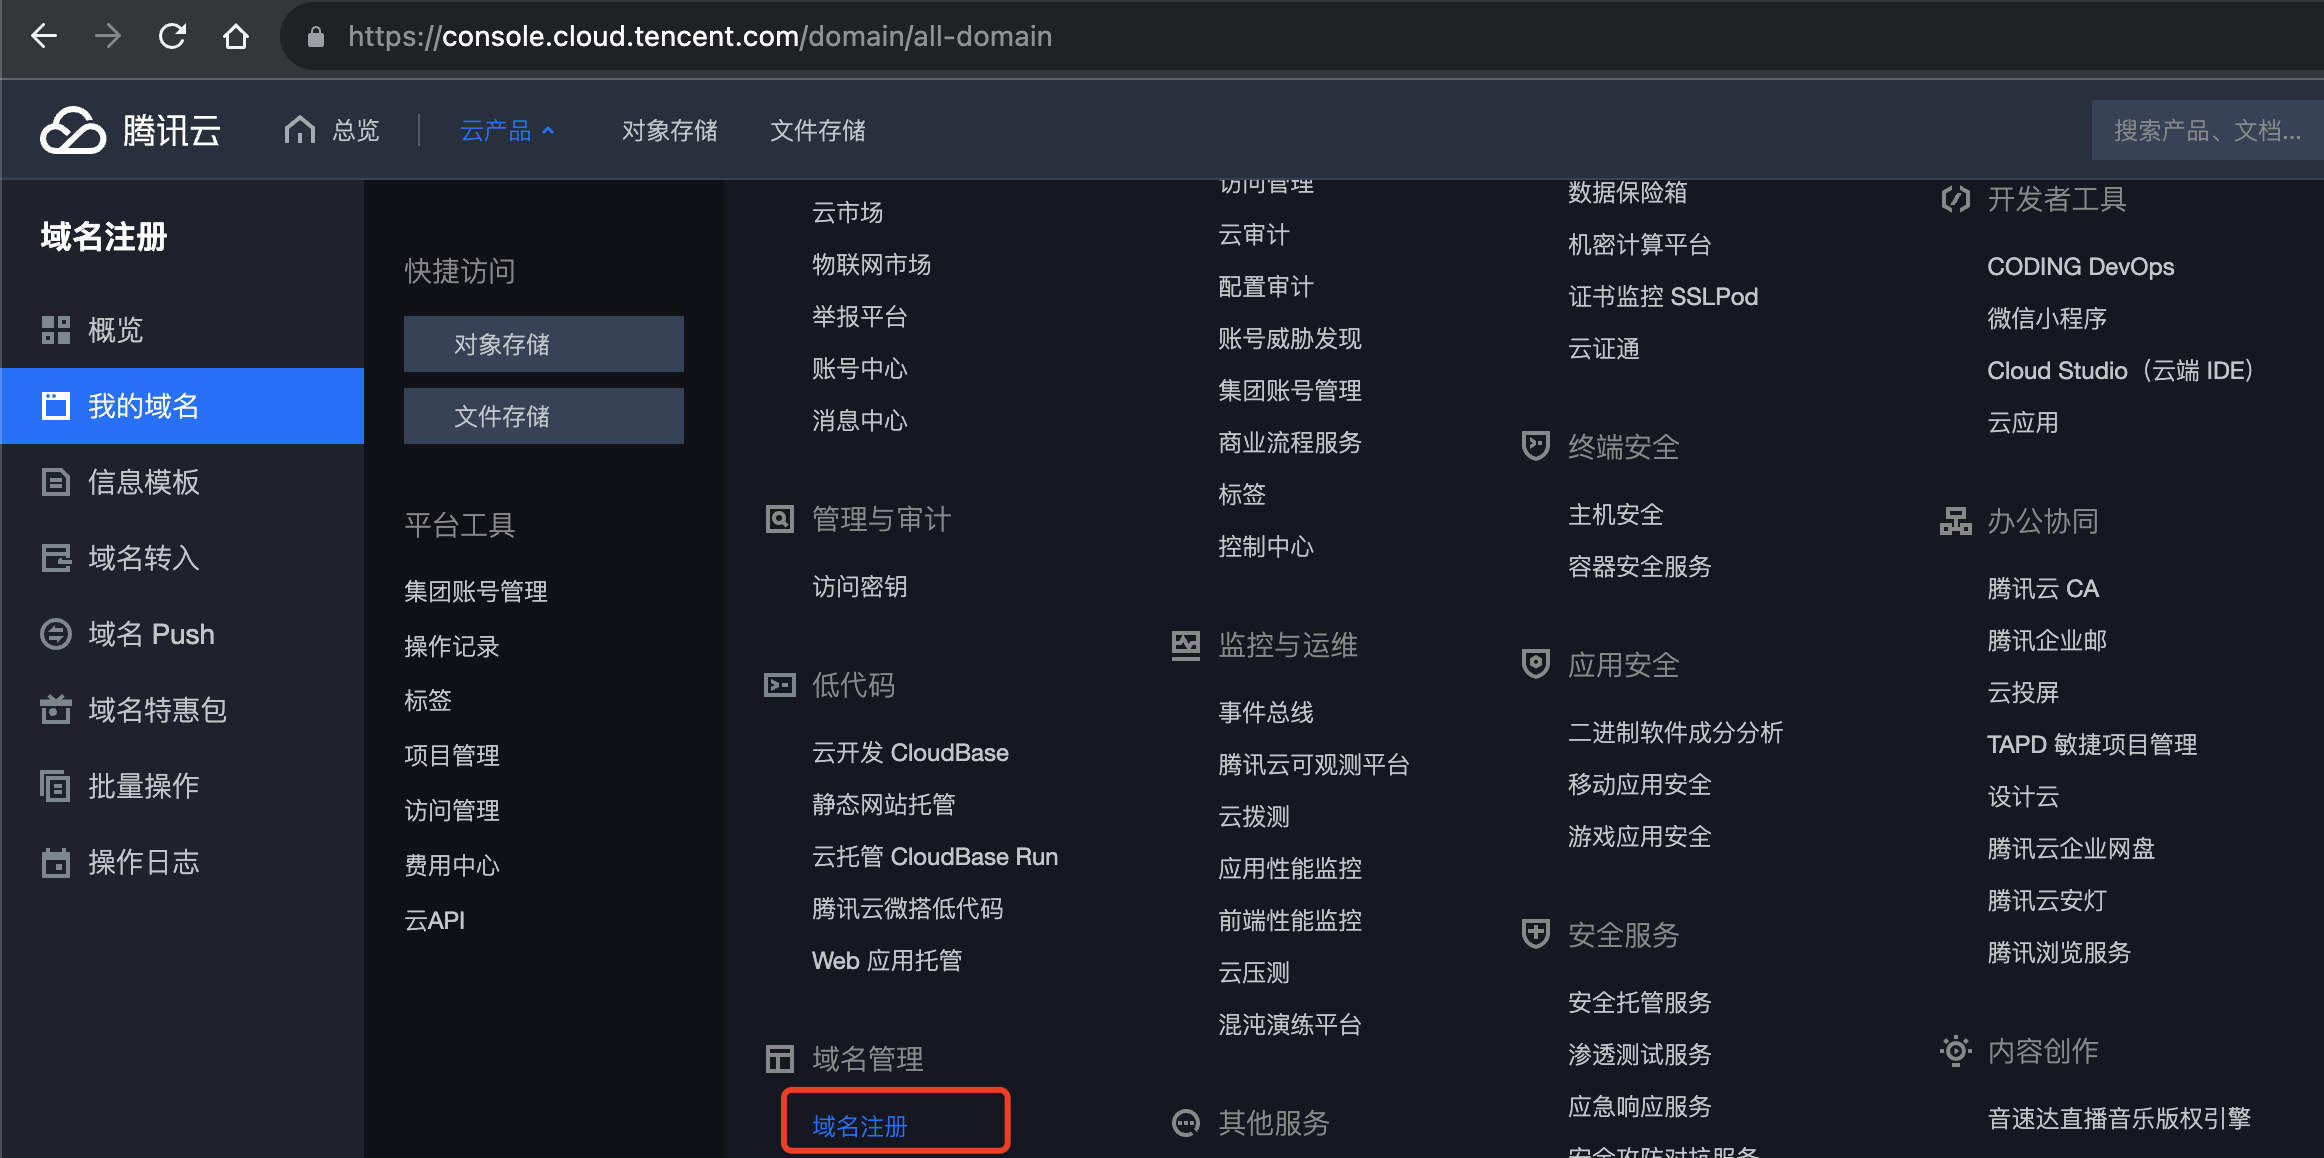 https://console.cloud.tencent.com/domain/all-domain
腾讯云
总览
云产品
对象存储
文件存储
搜索产品、文档...
域名注册
概览
我的域名
信息模板
域名转入
域名 Push
域名特惠包
批量操作
操作日志
快捷访问
对象存储
文件存储
平台工具
集团账号管理
操作记录
标签
项目管理
访问管理
费用中心
云API
云市场
物联网市场
举报平台
账号中心
消息中心
管理与审计
访问密钥
低代码
云开发 CloudBase
静态网站托管
云托管 CloudBase Run
腾讯云微搭低代码
Web 应用托管
域名管理
域名注册
访问管理
云审计
配置审计
账号威胁发现
集团账号管理
商业流程服务
标签
控制中心
监控与运维
事件总线
腾讯云可观测平台
云拨测
应用性能监控
前端性能监控
云压测
混沌演练平台
其他服务
数据保险箱
机密计算平台
证书监控 SSLPod
云证通
终端安全
主机安全
容器安全服务
应用安全
二进制软件成分分析
移动应用安全
游戏应用安全
安全服务
安全托管服务
渗透测试服务
应急响应服务
安全攻防对抗服务
开发者工具
CODING DevOps
微信小程序
Cloud Studio（云端 IDE）
云应用
办公协同
腾讯云 CA
腾讯企业邮
云投屏
TAPD 敏捷项目管理
设计云
腾讯云企业网盘
腾讯云安灯
腾讯浏览服务
内容创作
音速达直播音乐版权引擎